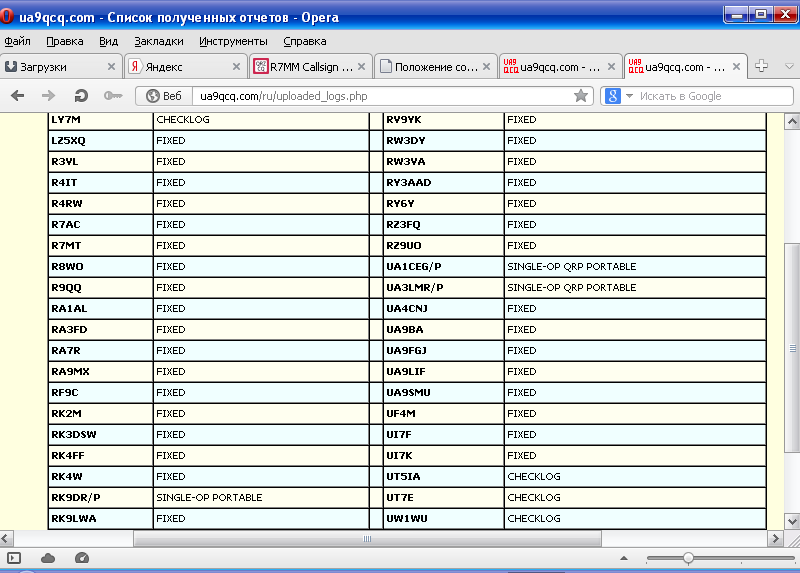 ua9qcq.com - Список полученных отчетов - Opera
Файл Правка Вид Закладки Инструменты Справка
Загрузки Яндекс R7MM Callsign ... Положение со... ua9qcq.com - ... ua9qcq.com - ...
Веб ua9qcq.com/ru/uploaded_logs.php Искать в Google
LY7M CHECKLOG RV9YK FIXED
LZ5XQ FIXED RW3DY FIXED
R3VL FIXED RW3VA FIXED
R4IT FIXED RY3AAD FIXED
R4RW FIXED RY6Y FIXED
R7AC FIXED RZ3FQ FIXED
R7MT FIXED RZ9UO FIXED
R8WO FIXED UA1CEG/P SINGLE-OP QRP PORTABLE
R9QQ FIXED UA3LMR/P SINGLE-OP QRP PORTABLE
RA1AL FIXED UA4CNJ FIXED
RA3FD FIXED UA9BA FIXED
RA7R FIXED UA9FGJ FIXED
RA9MX FIXED UA9LIF FIXED
RF9C FIXED UA9SMU FIXED
RK2M FIXED UF4M FIXED
RK3DSW FIXED UI7F FIXED
RK4FF FIXED UI7K FIXED
RK4W FIXED UT5IA CHECKLOG
RK9DR/P SINGLE-OP PORTABLE UT7E CHECKLOG
RK9LWA FIXED UW1WU CHECKLOG